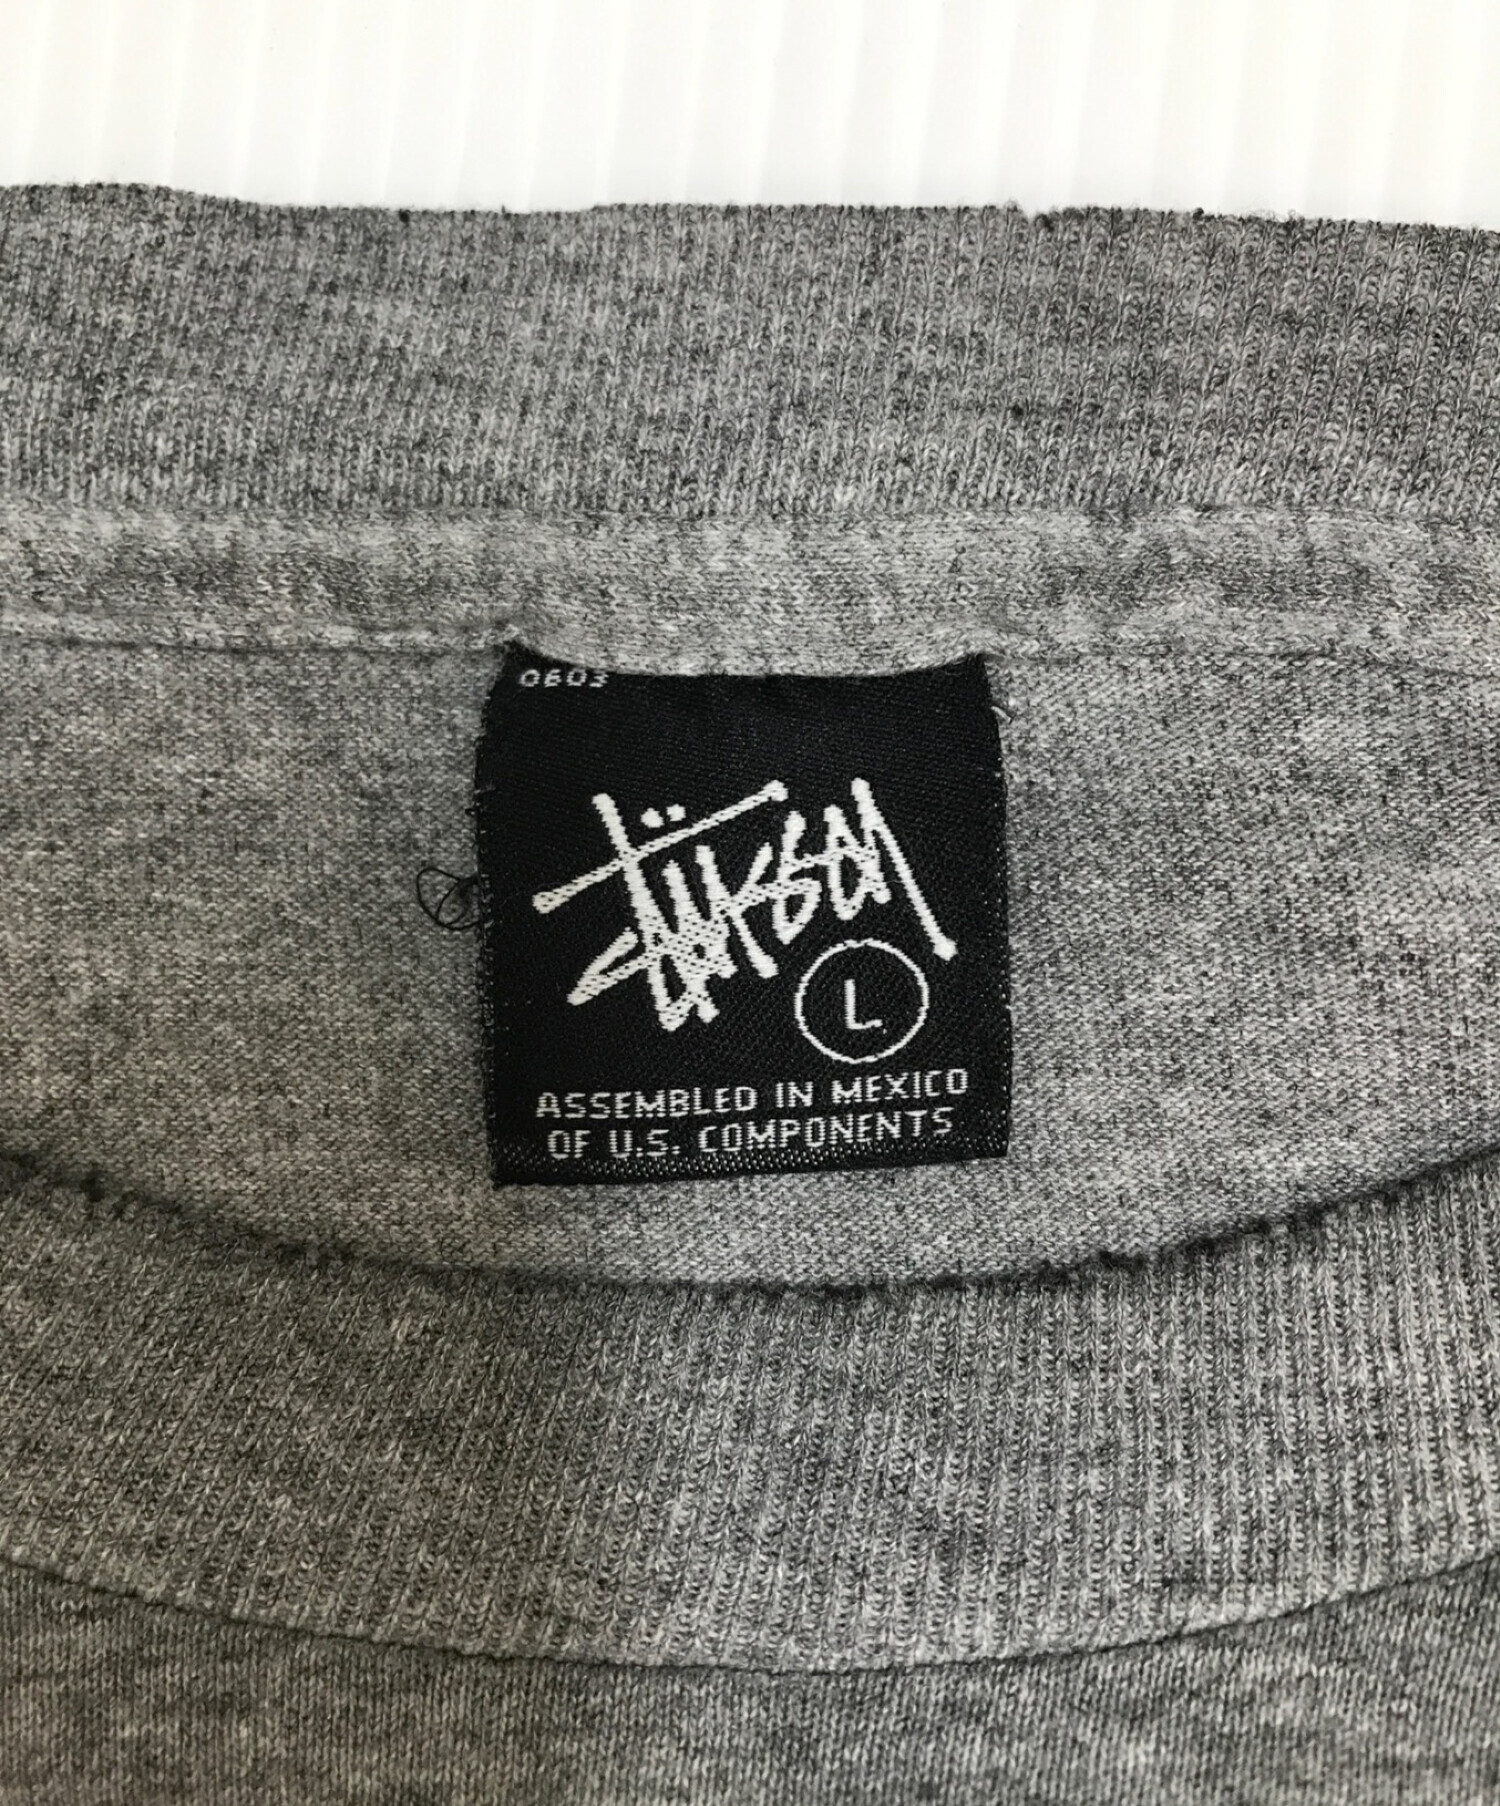 0603
Stüssy
L
ASSEMBLED IN MEXICO
OF U.S. COMPONENTS